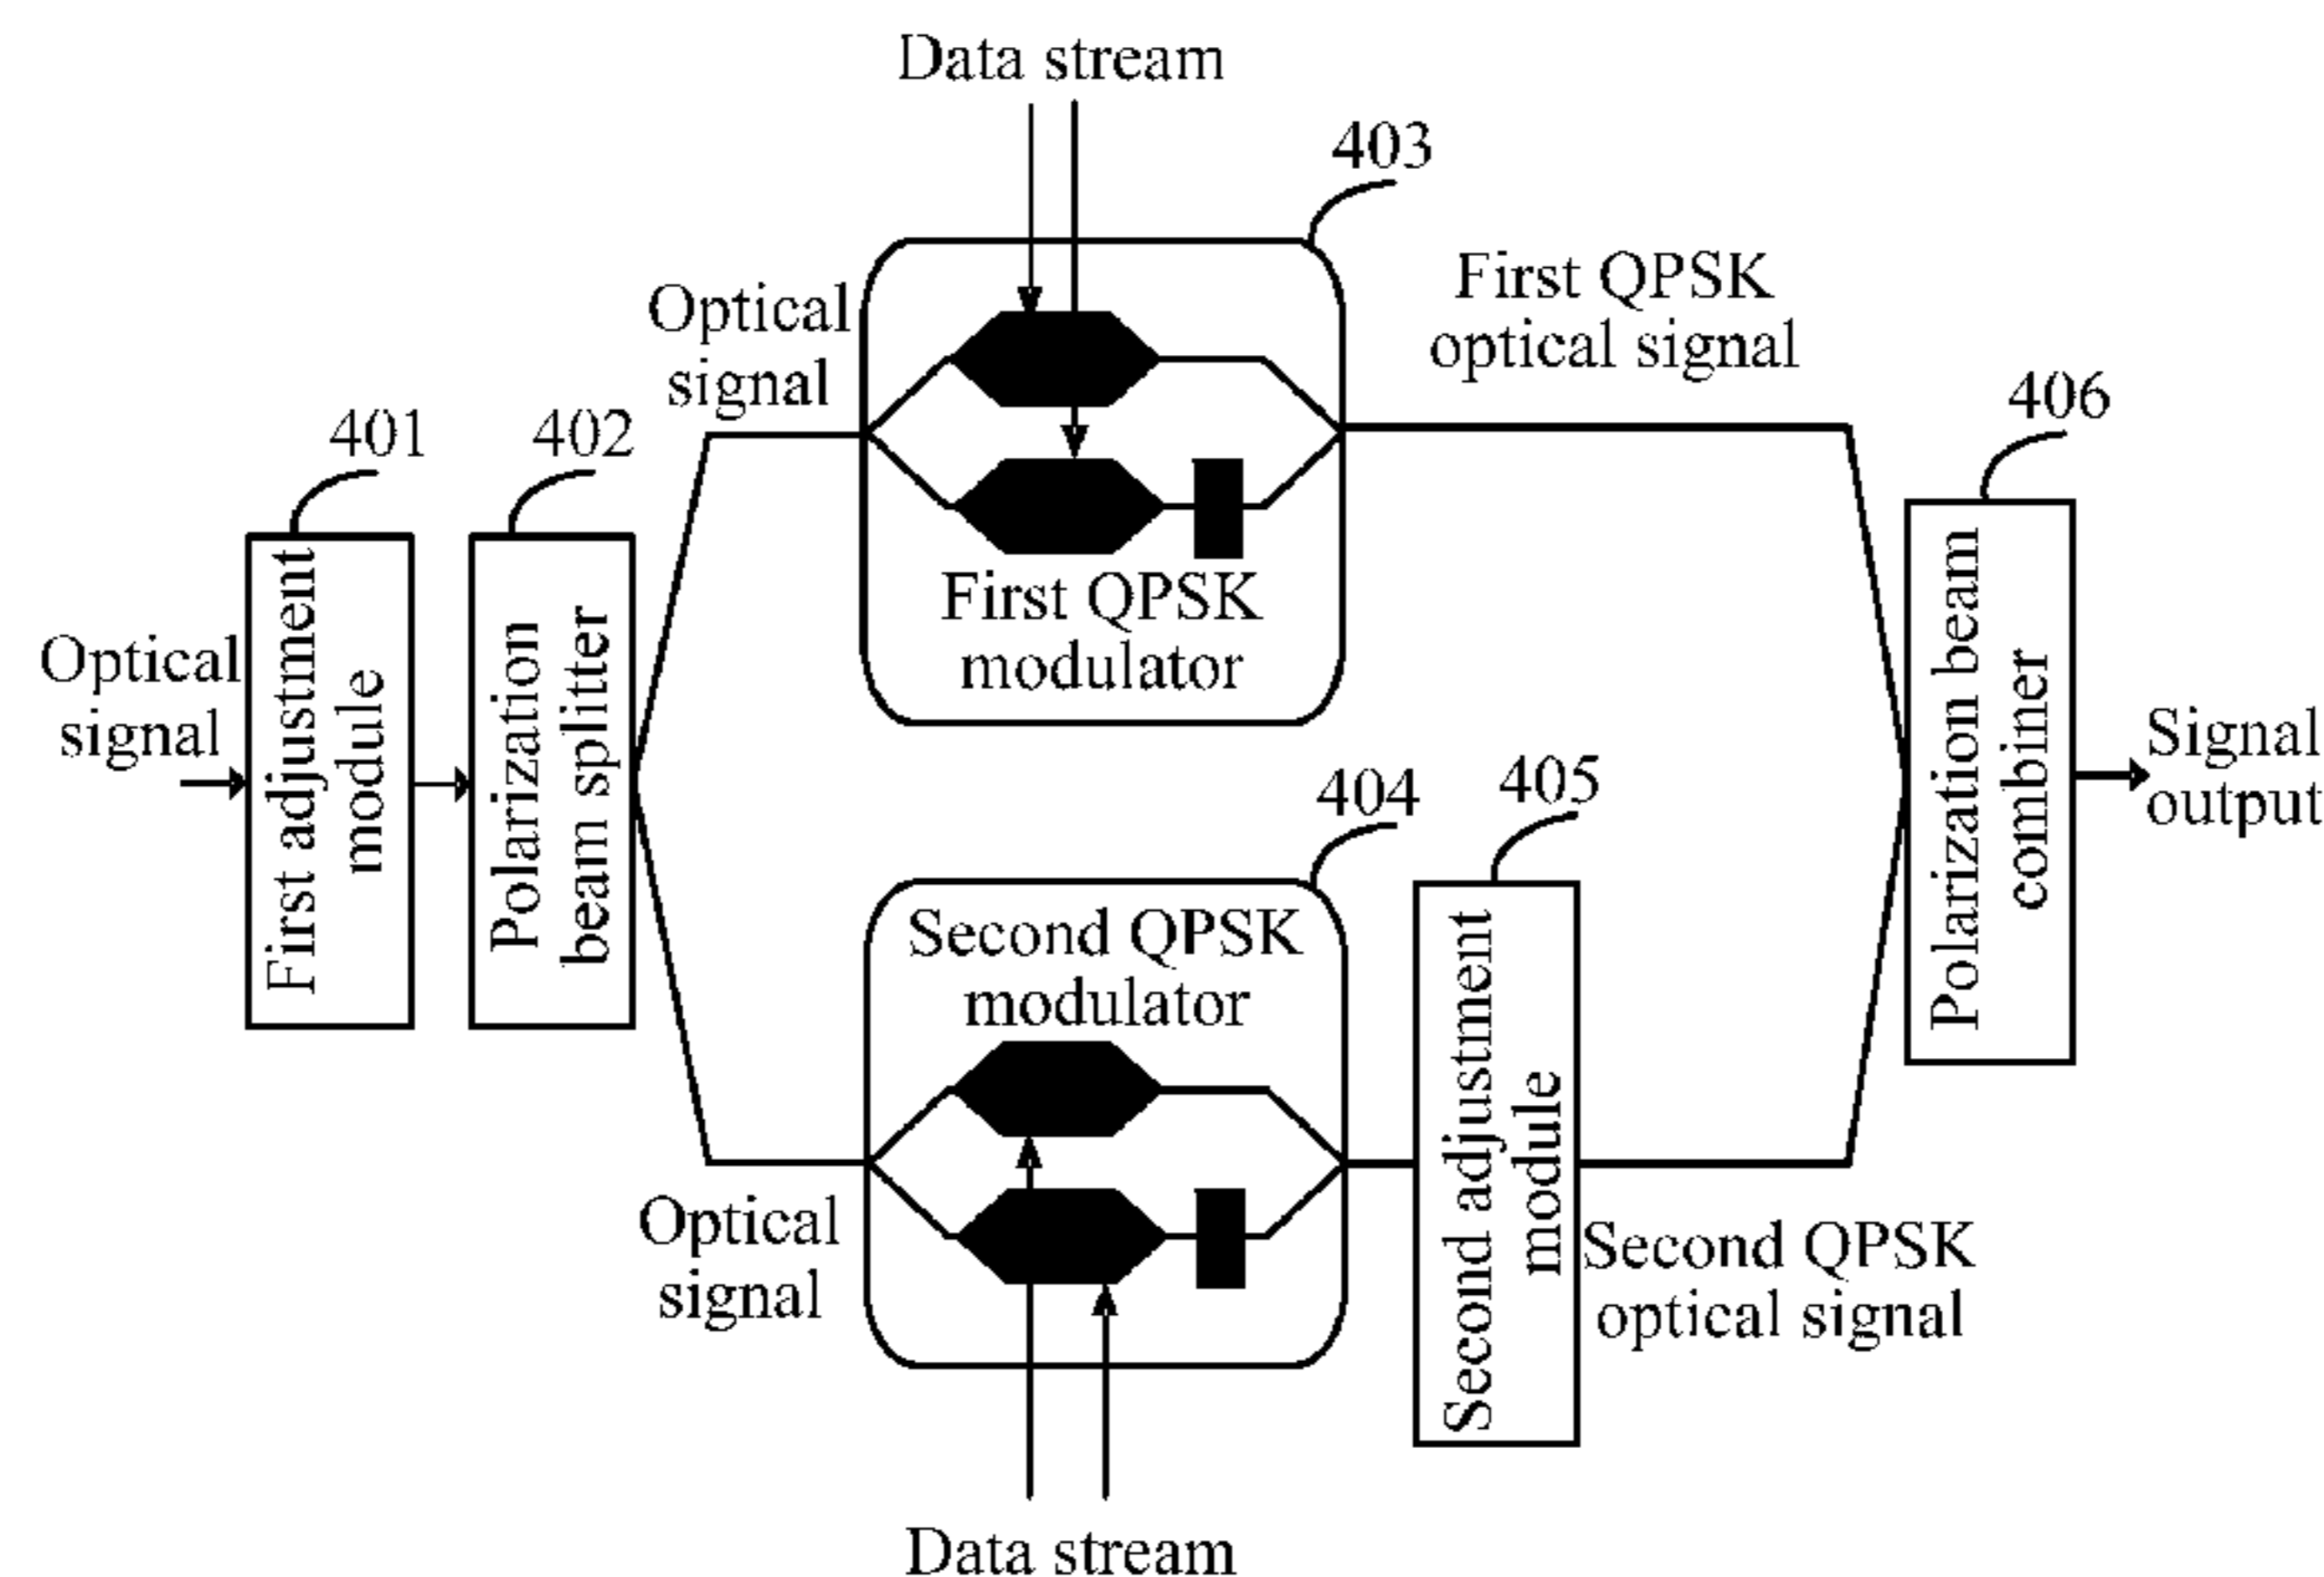 Data stream
403
First QPSK
optical signal
Optical
signal
406
401
402
First QPSK
modulator
Optical
signal
First adjustment
module
Polarization
beam splitter
Polarization beam
combiner
Signal
output
404
405
Second QPSK
modulator
Second adjustment
module
Optical
signal
Second QPSK
optical signal
Data stream